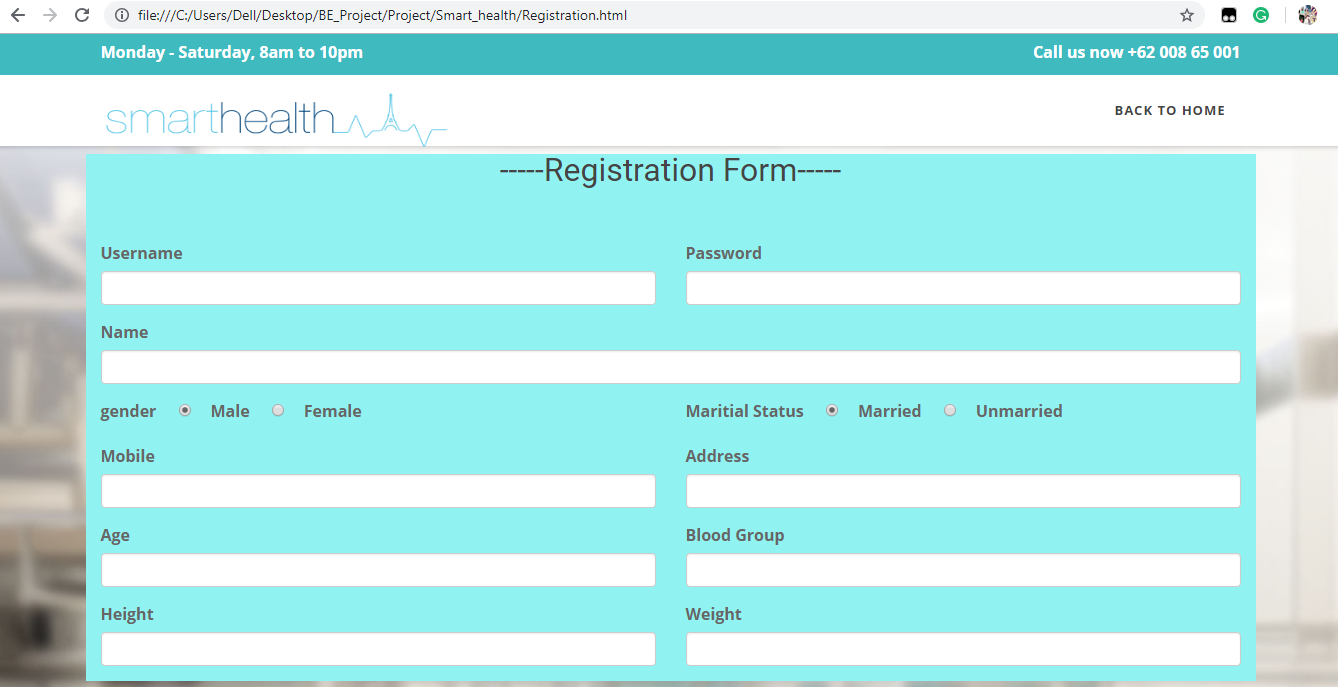 file:///C:/Users/Dell/Desktop/BE_Project/Project/Smart_health/Registration.html
Monday - Saturday, 8am to 10pm Call us now +62 008 65 001
smarthealth BACK TO HOME
-----Registration Form-----
Username Password
Name
gender Male Female Maritial Status Married Unmarried
Mobile Address
Age Blood Group
Height Weight